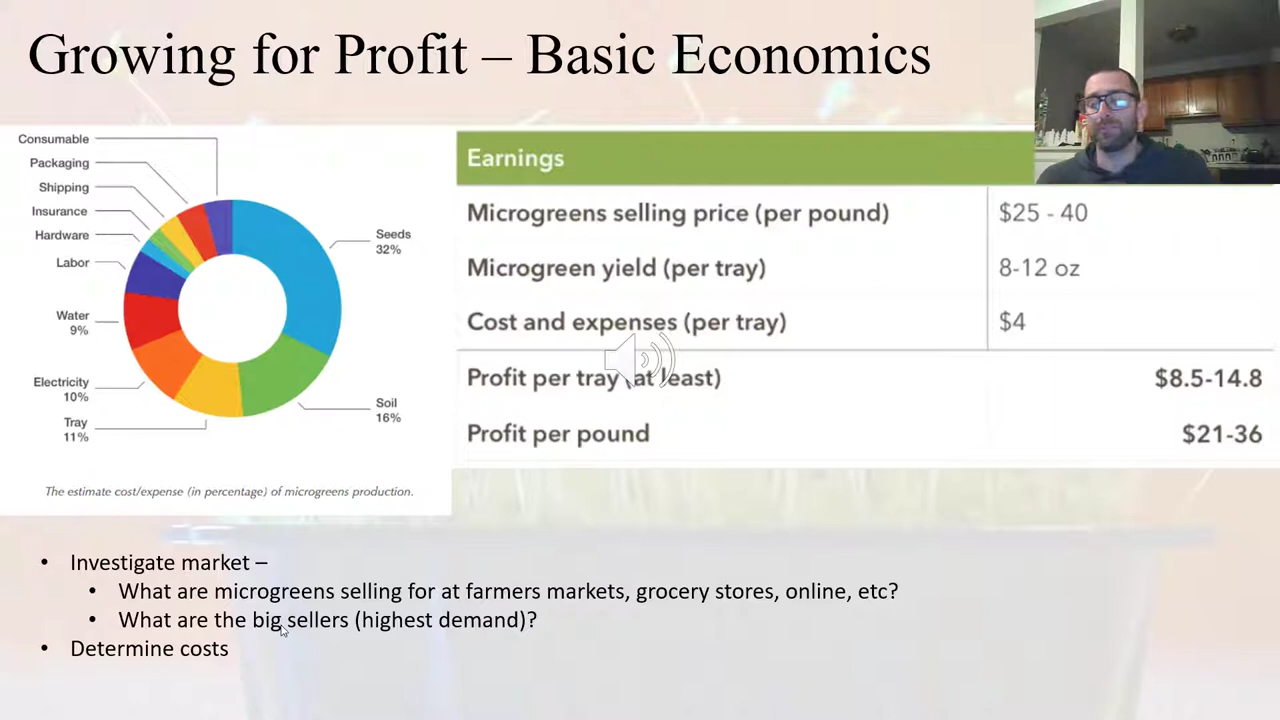 Growing for Profit – Basic Economics
Consumable
Packaging
Shipping
Insurance
Hardware
Labor
Water
9%
Electricity
10%
Tray
11%
Seeds
32%
Soil
16%
The estimate cost/expense (in percentage) of microgreens production.
Earnings
Microgreens selling price (per pound) $25 - 40
Microgreen yield (per tray) 8-12 oz
Cost and expenses (per tray) $4
Profit per tray (at least) $8.5-14.8
Profit per pound $21-36
• Investigate market –
• What are microgreens selling for at farmers markets, grocery stores, online, etc?
• What are the big sellers (highest demand)?
• Determine costs